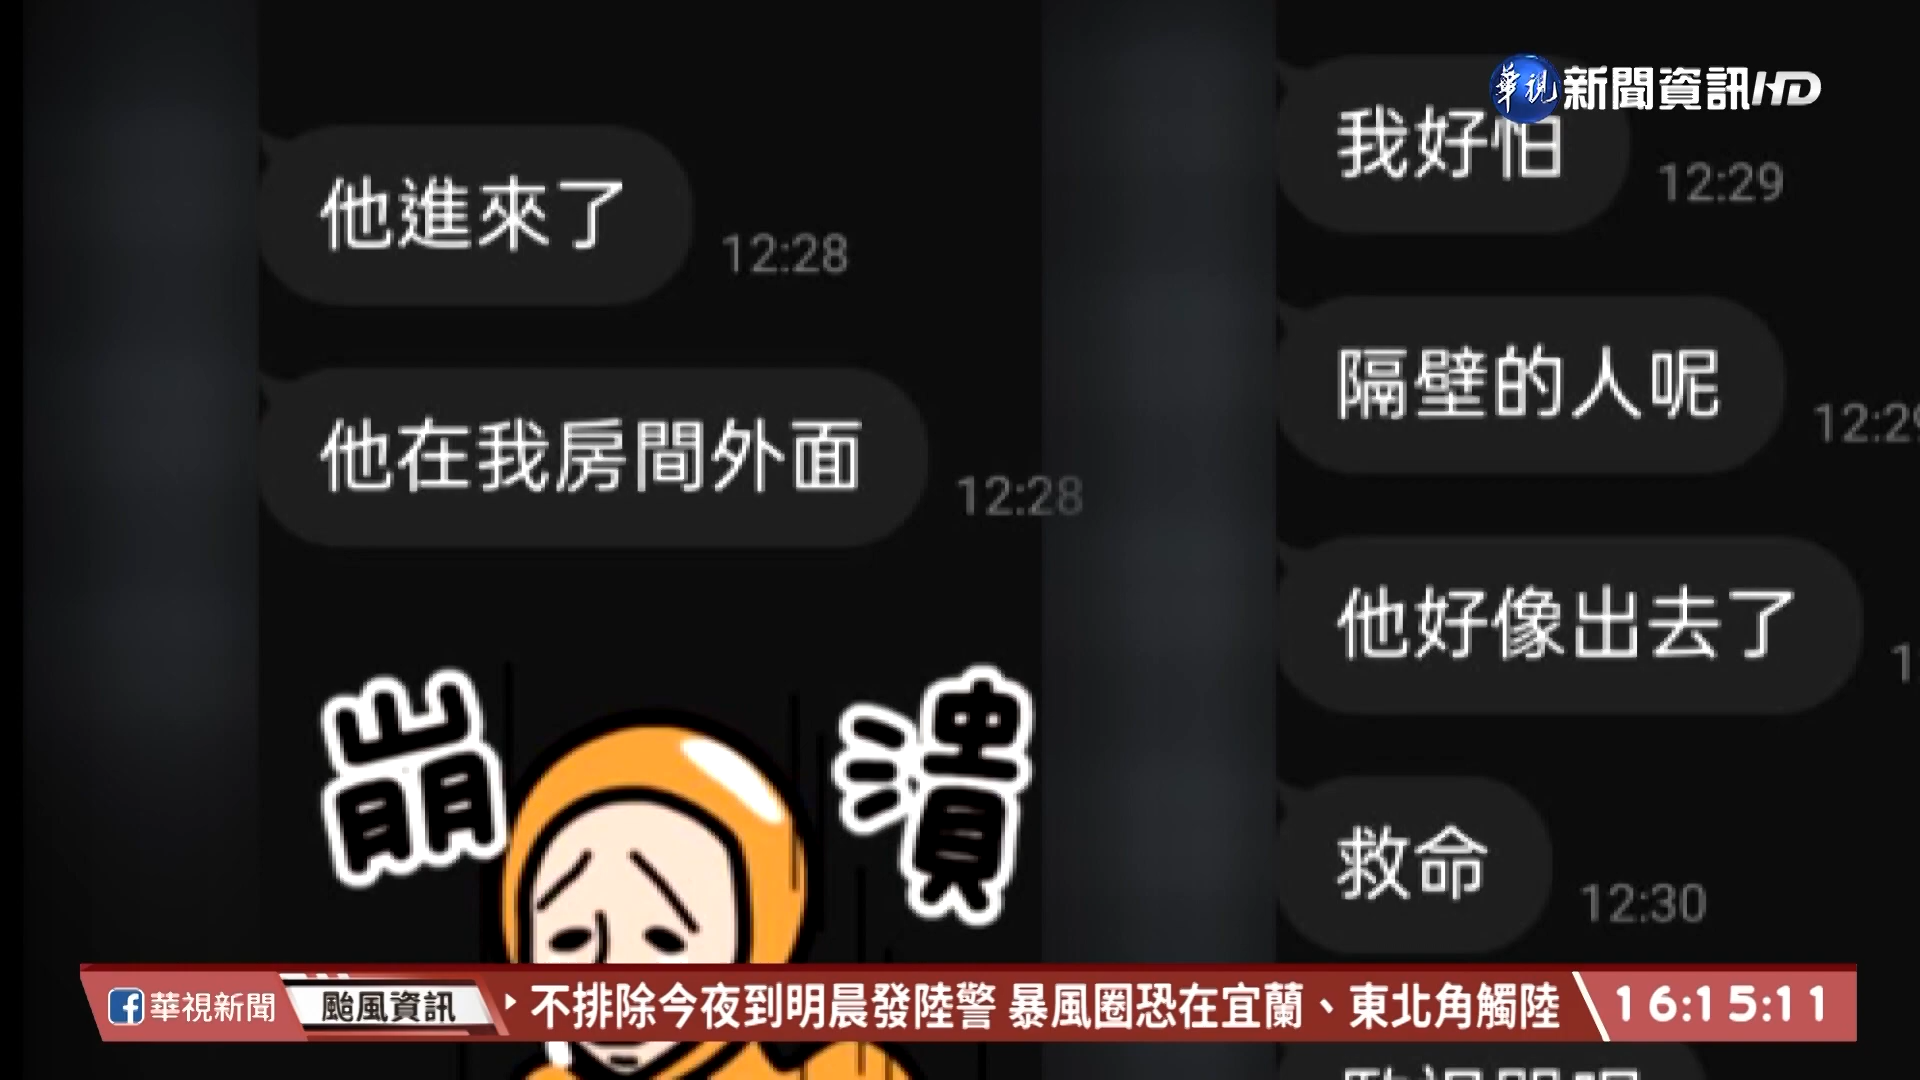 華視 新聞資訊HD
他進來了
12:28
他在我房間外面
12:28
崩潰
我好怕
12:29
隔壁的人呢
12:29
他好像出去了
救命
12:30
華視新聞
颱風資訊
不排除今夜到明晨發陸警 暴風圈恐在宜蘭、東北角觸陸
16:15:11